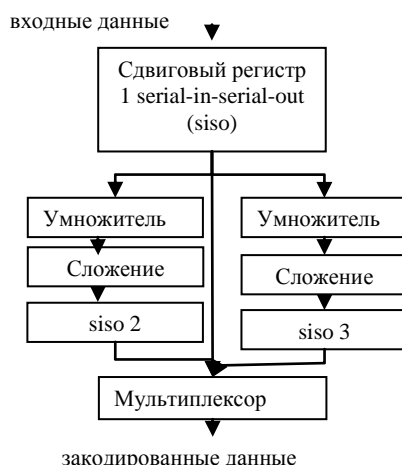 входные данные
Сдвиговый регистр
1 serial-in-serial-out
(siso)
Умножитель
Сложение
siso 2
Умножитель
Сложение
siso 3
Мультиплексор
закодированные данные